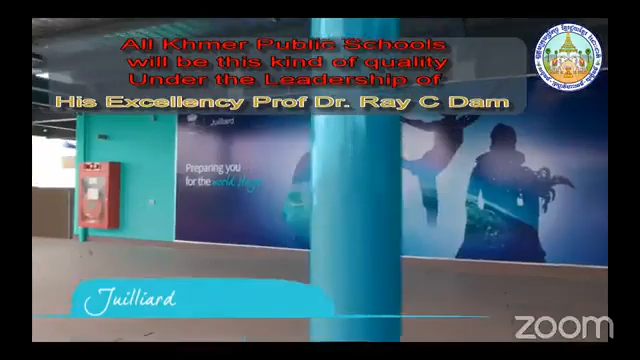 All Khmer Public Schools
will be this kind of quality
Under the Leadership of
His Excellency Prof Dr. Ray C Dam
Juilliard
Preparing you
for the world stage
Juilliard
zoom